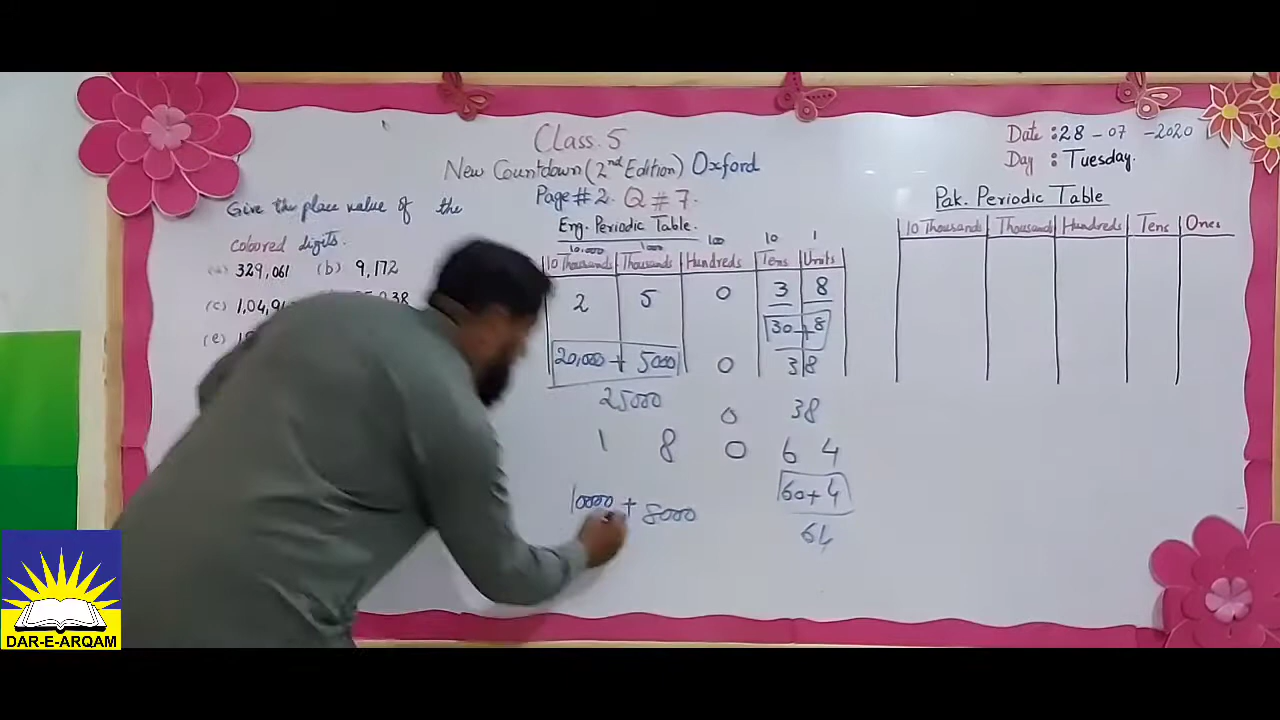 Class. 5
New Countdown (2nd Edition) Oxford
Page # 2. Q # 7.
Date : 28 - 07 - 2020
Day : Tuesday.
Give the place value of the
coloured digits.
(a) 329,061 (b) 9,172
(c) 1,04,9
38
(e)
Eng. Periodic Table.
10,000 1000 100 10 1
10 Thousands Thousands Hundreds Tens Units
2 5 0 3 8
30 + 8
20,000 + 5000 0 38
25000 0 38
1 8 0 6 4
60 + 4
10000 + 8000
64
Pak. Periodic Table
10 Thousands Thousand Hundreds Tens Ones
DAR-E-ARQAM